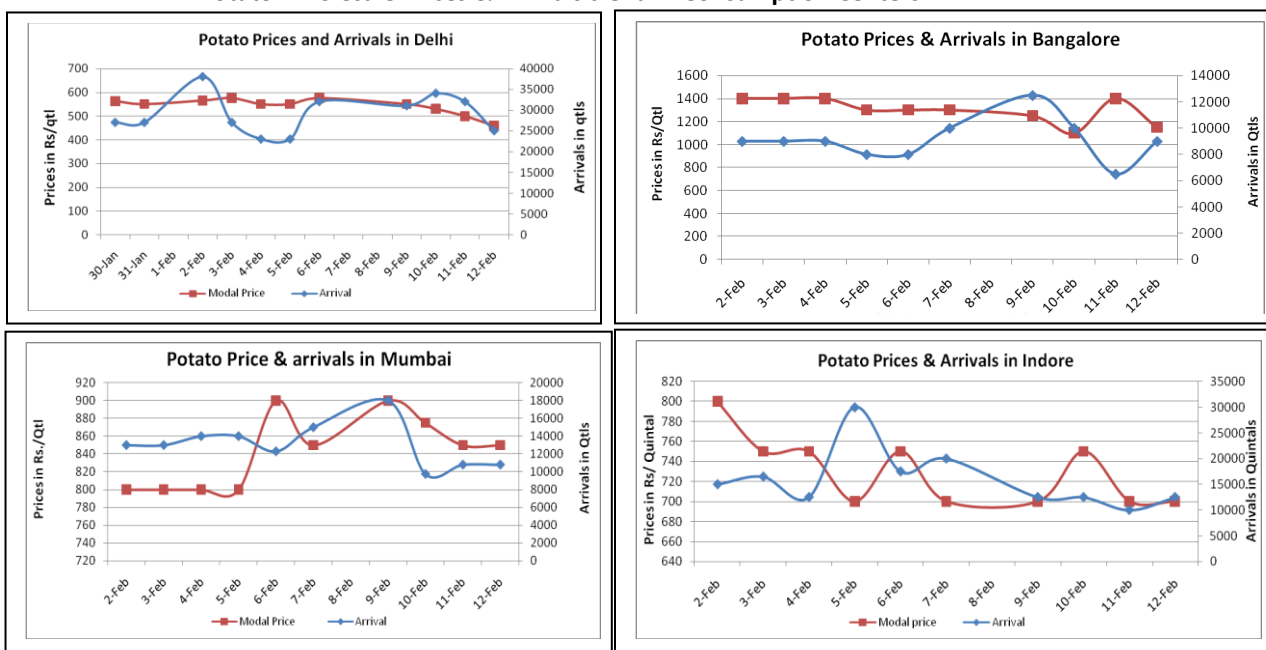 Potato Prices and Arrivals in Delhi
Prices in Rs/qtl
700
600
500
400
300
200
100
0
40000
35000
30000
25000
20000
15000
10000
5000
0
Arrivals in qtls
30-Jan
31-Jan
1-Feb
2-Feb
3-Feb
4-Feb
5-Feb
6-Feb
7-Feb
8-Feb
9-Feb
10-Feb
11-Feb
12-Feb
Modal Price
Arrival
Potato Prices & Arrivals in Bangalore
Prices in Rs/Qtl
1600
1400
1200
1000
800
600
400
200
0
14000
12000
10000
8000
6000
4000
2000
0
Arrivals in Qtls
2-Feb
3-Feb
4-Feb
5-Feb
6-Feb
7-Feb
8-Feb
9-Feb
10-Feb
11-Feb
12-Feb
Potato Price & arrivals in Mumbai
Prices in Rs./Qtl
920
900
880
860
840
820
800
780
760
740
720
20000
18000
16000
14000
12000
10000
8000
6000
4000
2000
0
Arrivals in Qtls
2-Feb
3-Feb
4-Feb
5-Feb
6-Feb
7-Feb
8-Feb
9-Feb
10-Feb
11-Feb
12-Feb
Modal Price
Arrival
Potato Prices & Arrivals in Indore
Prices in Rs/ Quintal
820
800
780
760
740
720
700
680
660
640
35000
30000
25000
20000
15000
10000
5000
0
Arrivals in Quintals
2-Feb
3-Feb
4-Feb
5-Feb
6-Feb
7-Feb
8-Feb
9-Feb
10-Feb
11-Feb
12-Feb
Modal price
Arrival